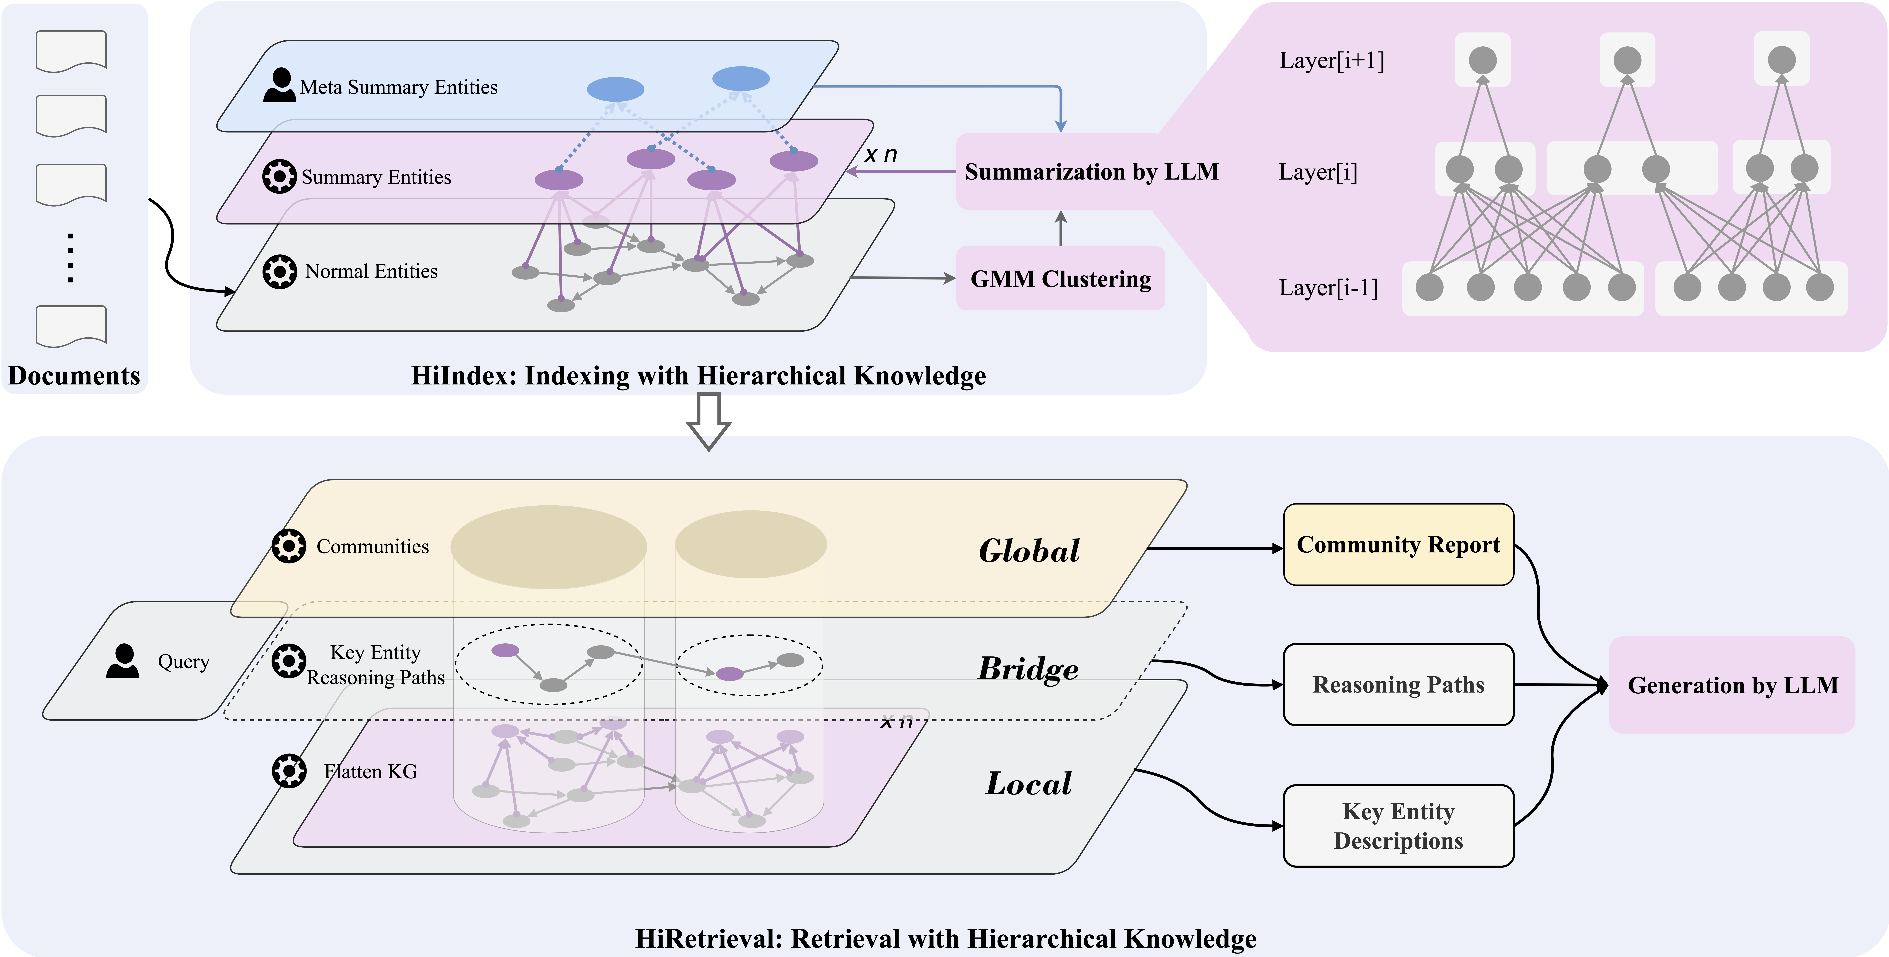 Documents
Meta Summary Entities
Summary Entities
Normal Entities
x n
Summarization by LLM
GMM Clustering
HiIndex: Indexing with Hierarchical Knowledge
Layer[i+1]
Layer[i]
Layer[i-1]
Query
Communities
Key Entity
Reasoning Paths
Flatten KG
x n
Global
Bridge
Local
Community Report
Reasoning Paths
Key Entity
Descriptions
Generation by LLM
HiRetrieval: Retrieval with Hierarchical Knowledge